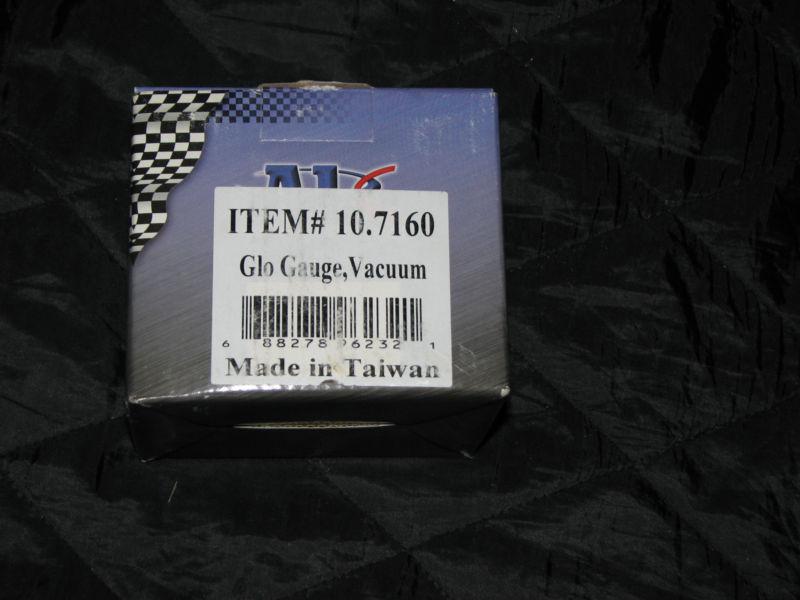 ITEM# 10.7160
Glo Gauge,Vacuum
6 88278 96232 1
Made in Taiwan